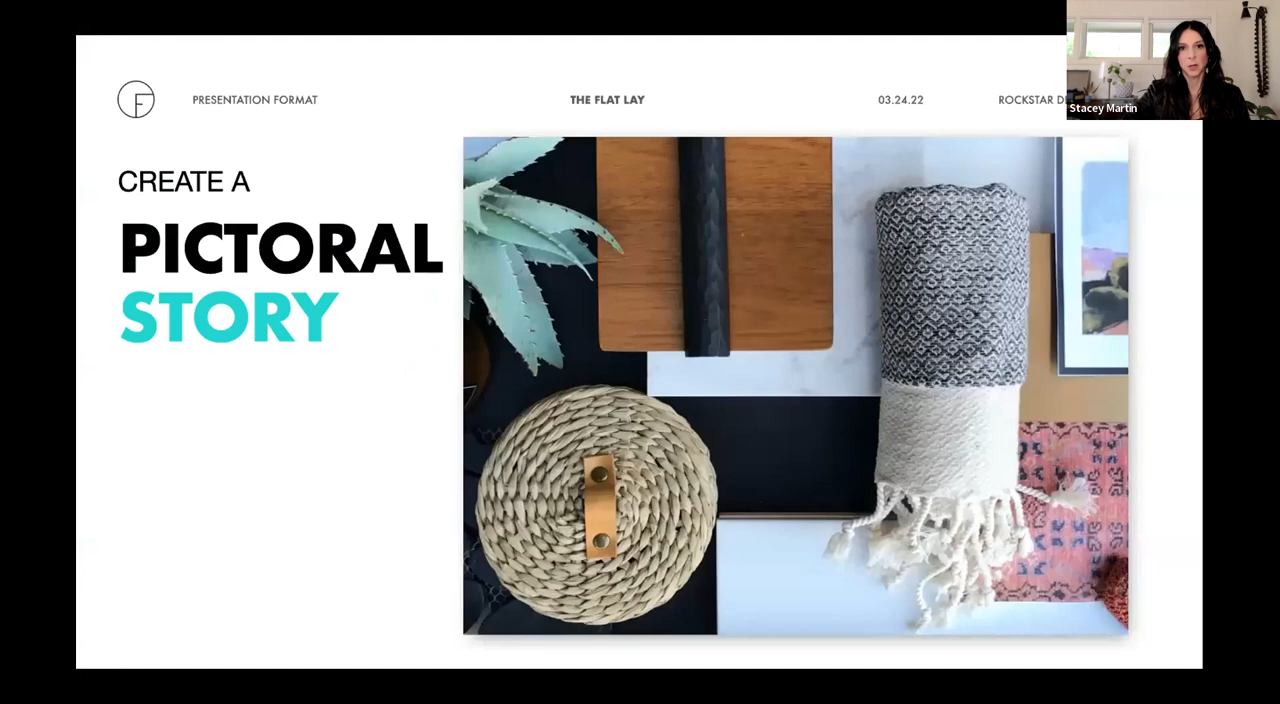 F
PRESENTATION FORMAT
THE FLAT LAY
03.24.22
ROCKSTAR
Stacey Martin
CREATE A
PICTORAL
STORY